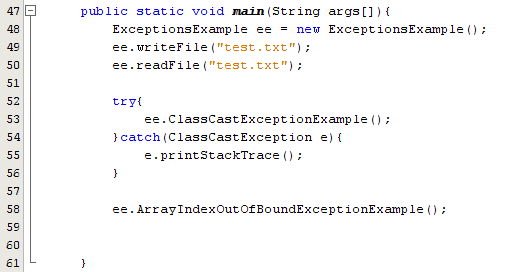 47 public static void main(String args[]){
48 ExceptionsExample ee = new ExceptionsExample();
49 ee.writeFile("test.txt");
50 ee.readFile("test.txt");
51
52 try{
53 ee.ClassCastExceptionExample();
54 }catch(ClassCastException e){
55 e.printStackTrace();
56 }
57
58 ee.ArrayIndexOutOfBoundExceptionExample();
59
60
61 }